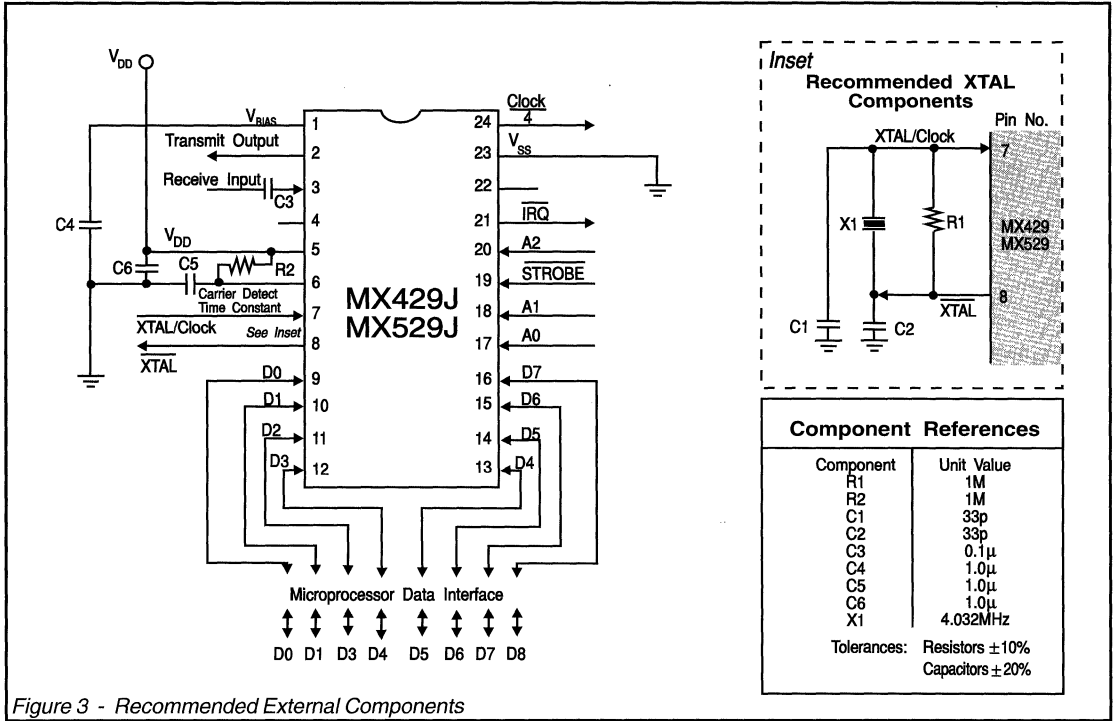 V_DD
V_BIAS
Transmit Output
Receive Input
C3
C4
V_DD
C6
C5
R2
Carrier Detect
Time Constant
XTAL/Clock
See Inset
XTAL
D0
D1
D2
D3
1
2
3
4
5
6
7
8
9
10
11
12
MX429J
MX529J
24
23
22
21
20
19
18
17
16
15
14
13
Clock
4
V_SS
IRQ
A2
STROBE
A1
A0
D7
D6
D5
D4
Microprocessor Data Interface
D0 D1 D3 D4 D5 D6 D7 D8
Inset
Recommended XTAL
Components
Pin No.
XTAL/Clock
7
X1
R1
MX429
MX529
8
XTAL
C1
C2
Component References
Component Unit Value
R1 1M
R2 1M
C1 33p
C2 33p
C3 0.1µ
C4 1.0µ
C5 1.0µ
C6 1.0µ
X1 4.032MHz
Tolerances: Resistors ±10%
Capacitors ±20%
Figure 3 - Recommended External Components